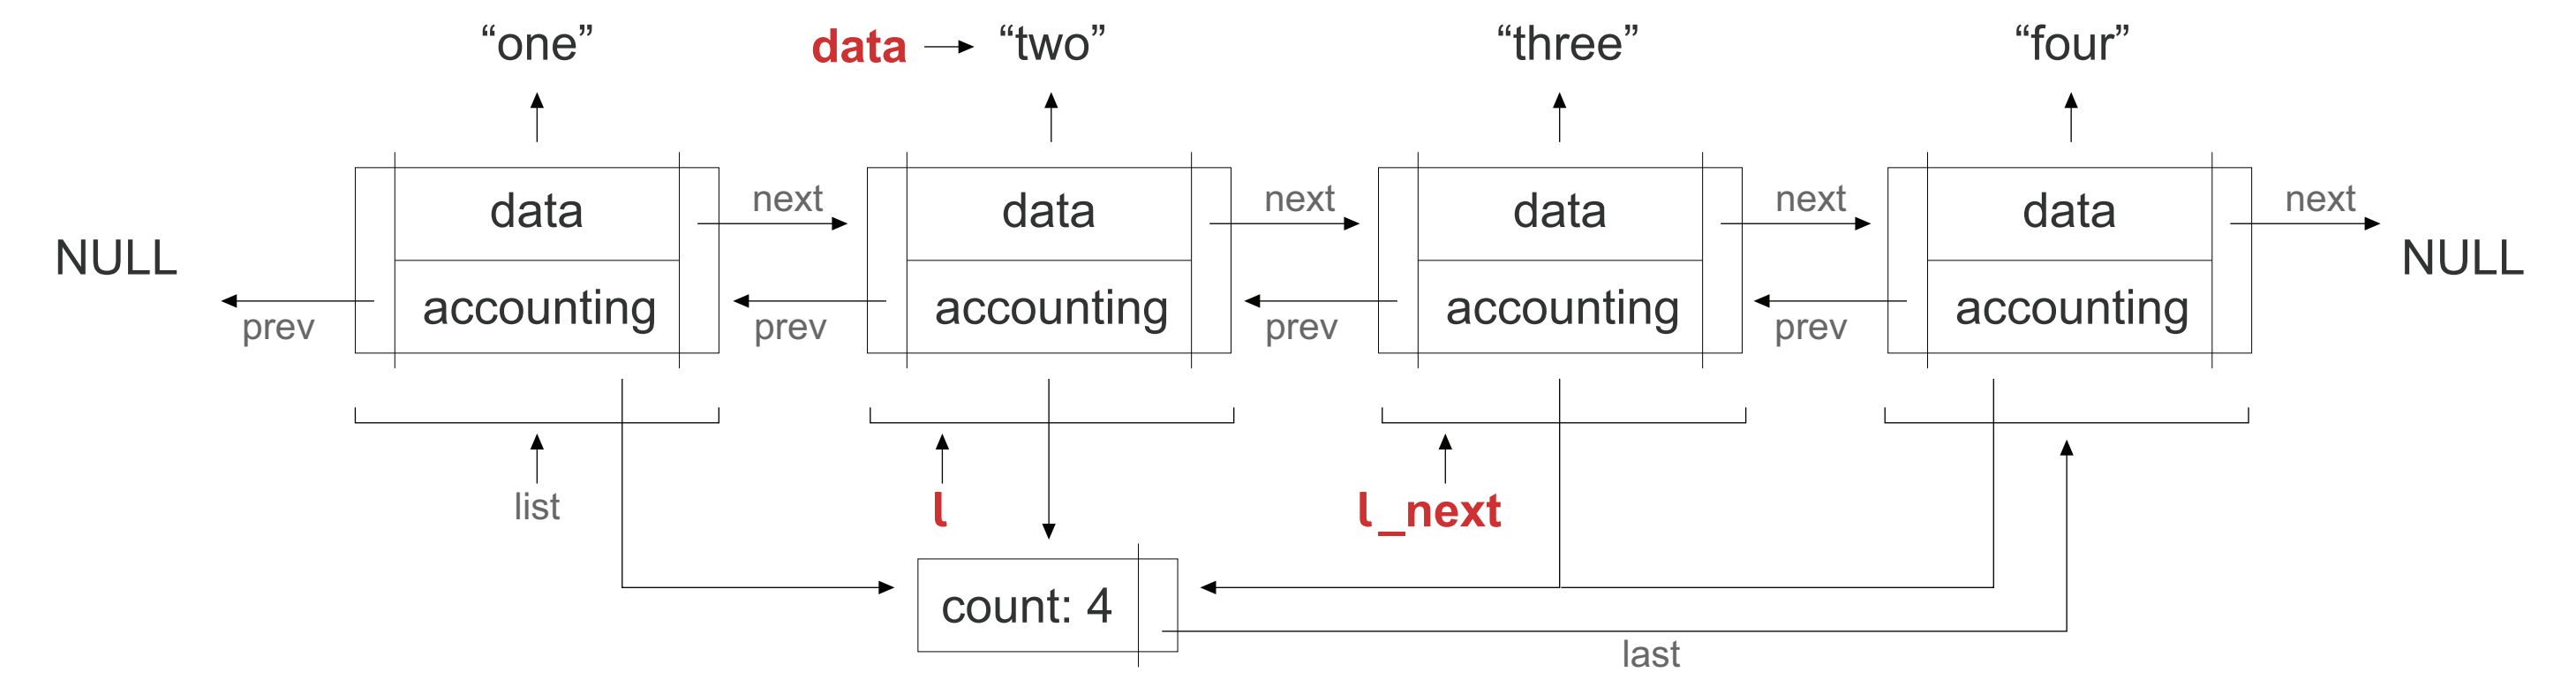 “one”
data
“two”
“three”
“four”
data
next
data
next
data
next
data
next
NULL
NULL
accounting
accounting
accounting
accounting
prev
prev
prev
prev
list
l
l_next
count: 4
last